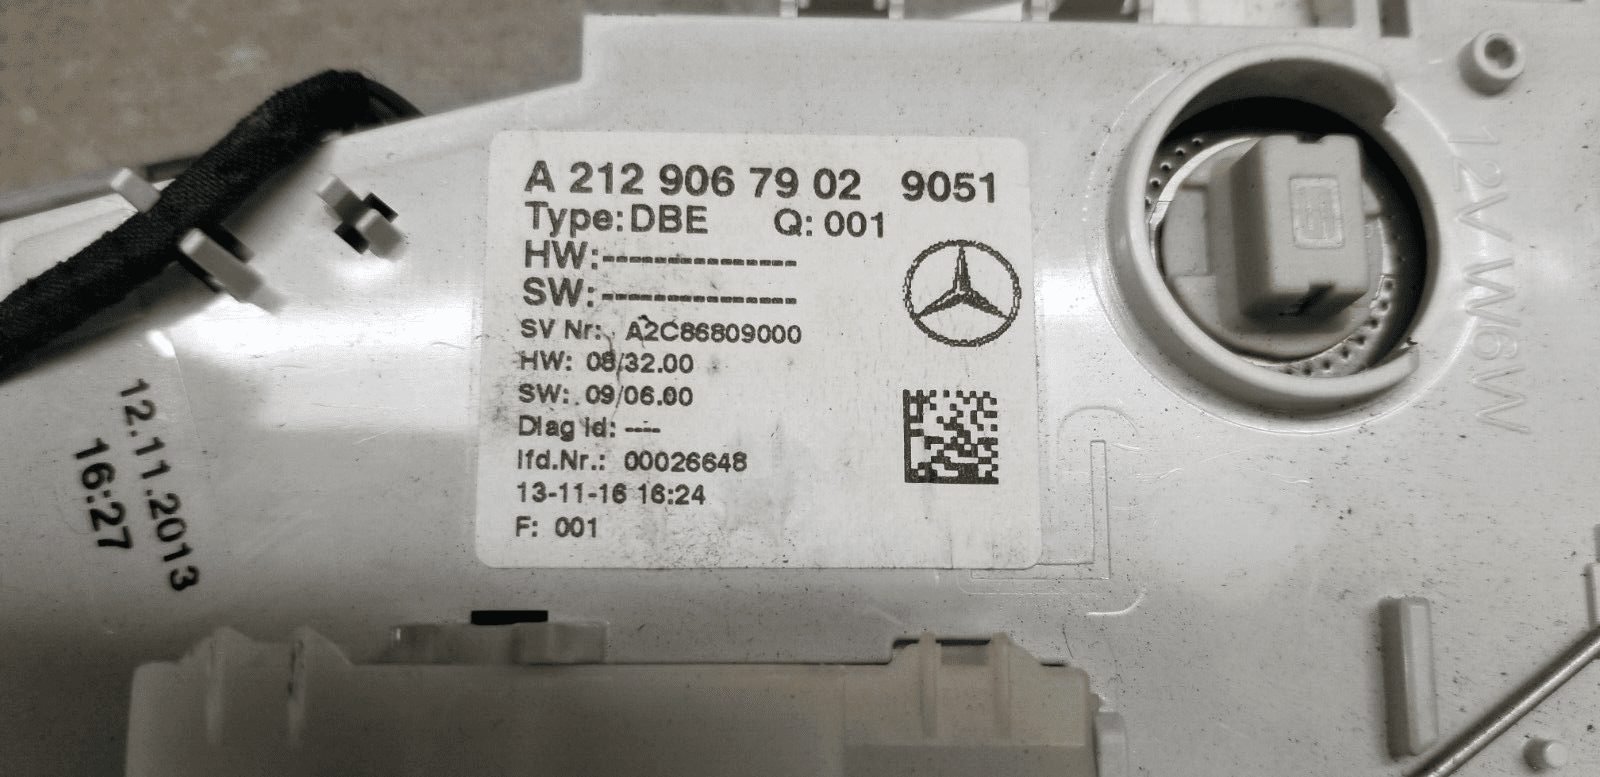 A 212 906 79 02 9051
Type: DBE Q: 001
HW:---------------
SW:---------------
SV Nr: A2C86809000
HW: 08/32.00
SW: 09/06.00
Diag id: ----
lfd.Nr.: 00026648
13-11-16 16:24
F: 001
12.11.2013
16:27
12V W6W